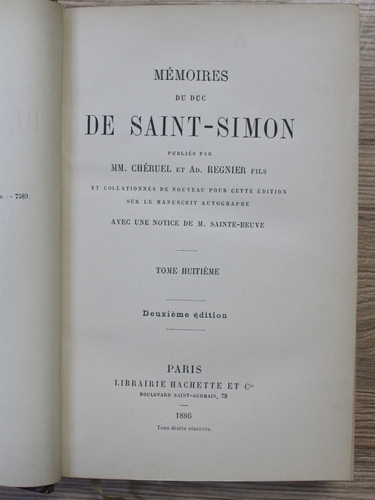 MÉMOIRES
DU DUC
DE SAINT-SIMON
PUBLIÉS PAR
MM. CHÉRUEL ET AD. REGNIER FILS
ET COLLATIONNÉS DE NOUVEAU POUR CETTE ÉDITION
SUR LE MANUSCRIT AUTOGRAPHE
AVEC UNE NOTICE DE M. SAINTE-BEUVE
TOME HUITIÈME
Deuxième édition
PARIS
LIBRAIRIE HACHETTE ET Cie
BOULEVARD SAINT-GERMAIN, 79
1886
Tous droits réservés.
— 7589.